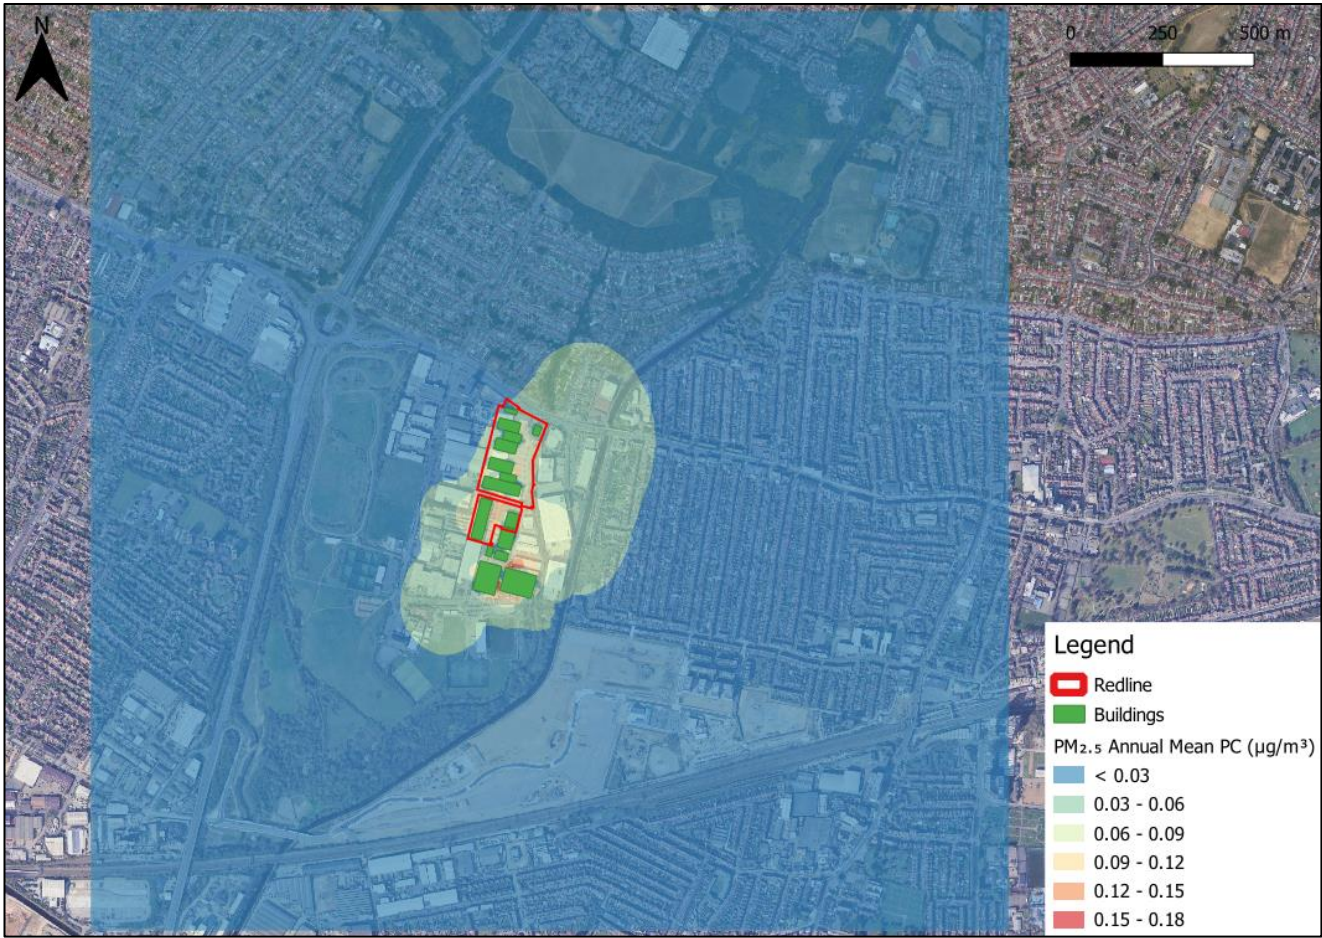 N
0 250 500 m
Legend
Redline
Buildings
PM₂.₅ Annual Mean PC (µg/m³)
< 0.03
0.03 - 0.06
0.06 - 0.09
0.09 - 0.12
0.12 - 0.15
0.15 - 0.18